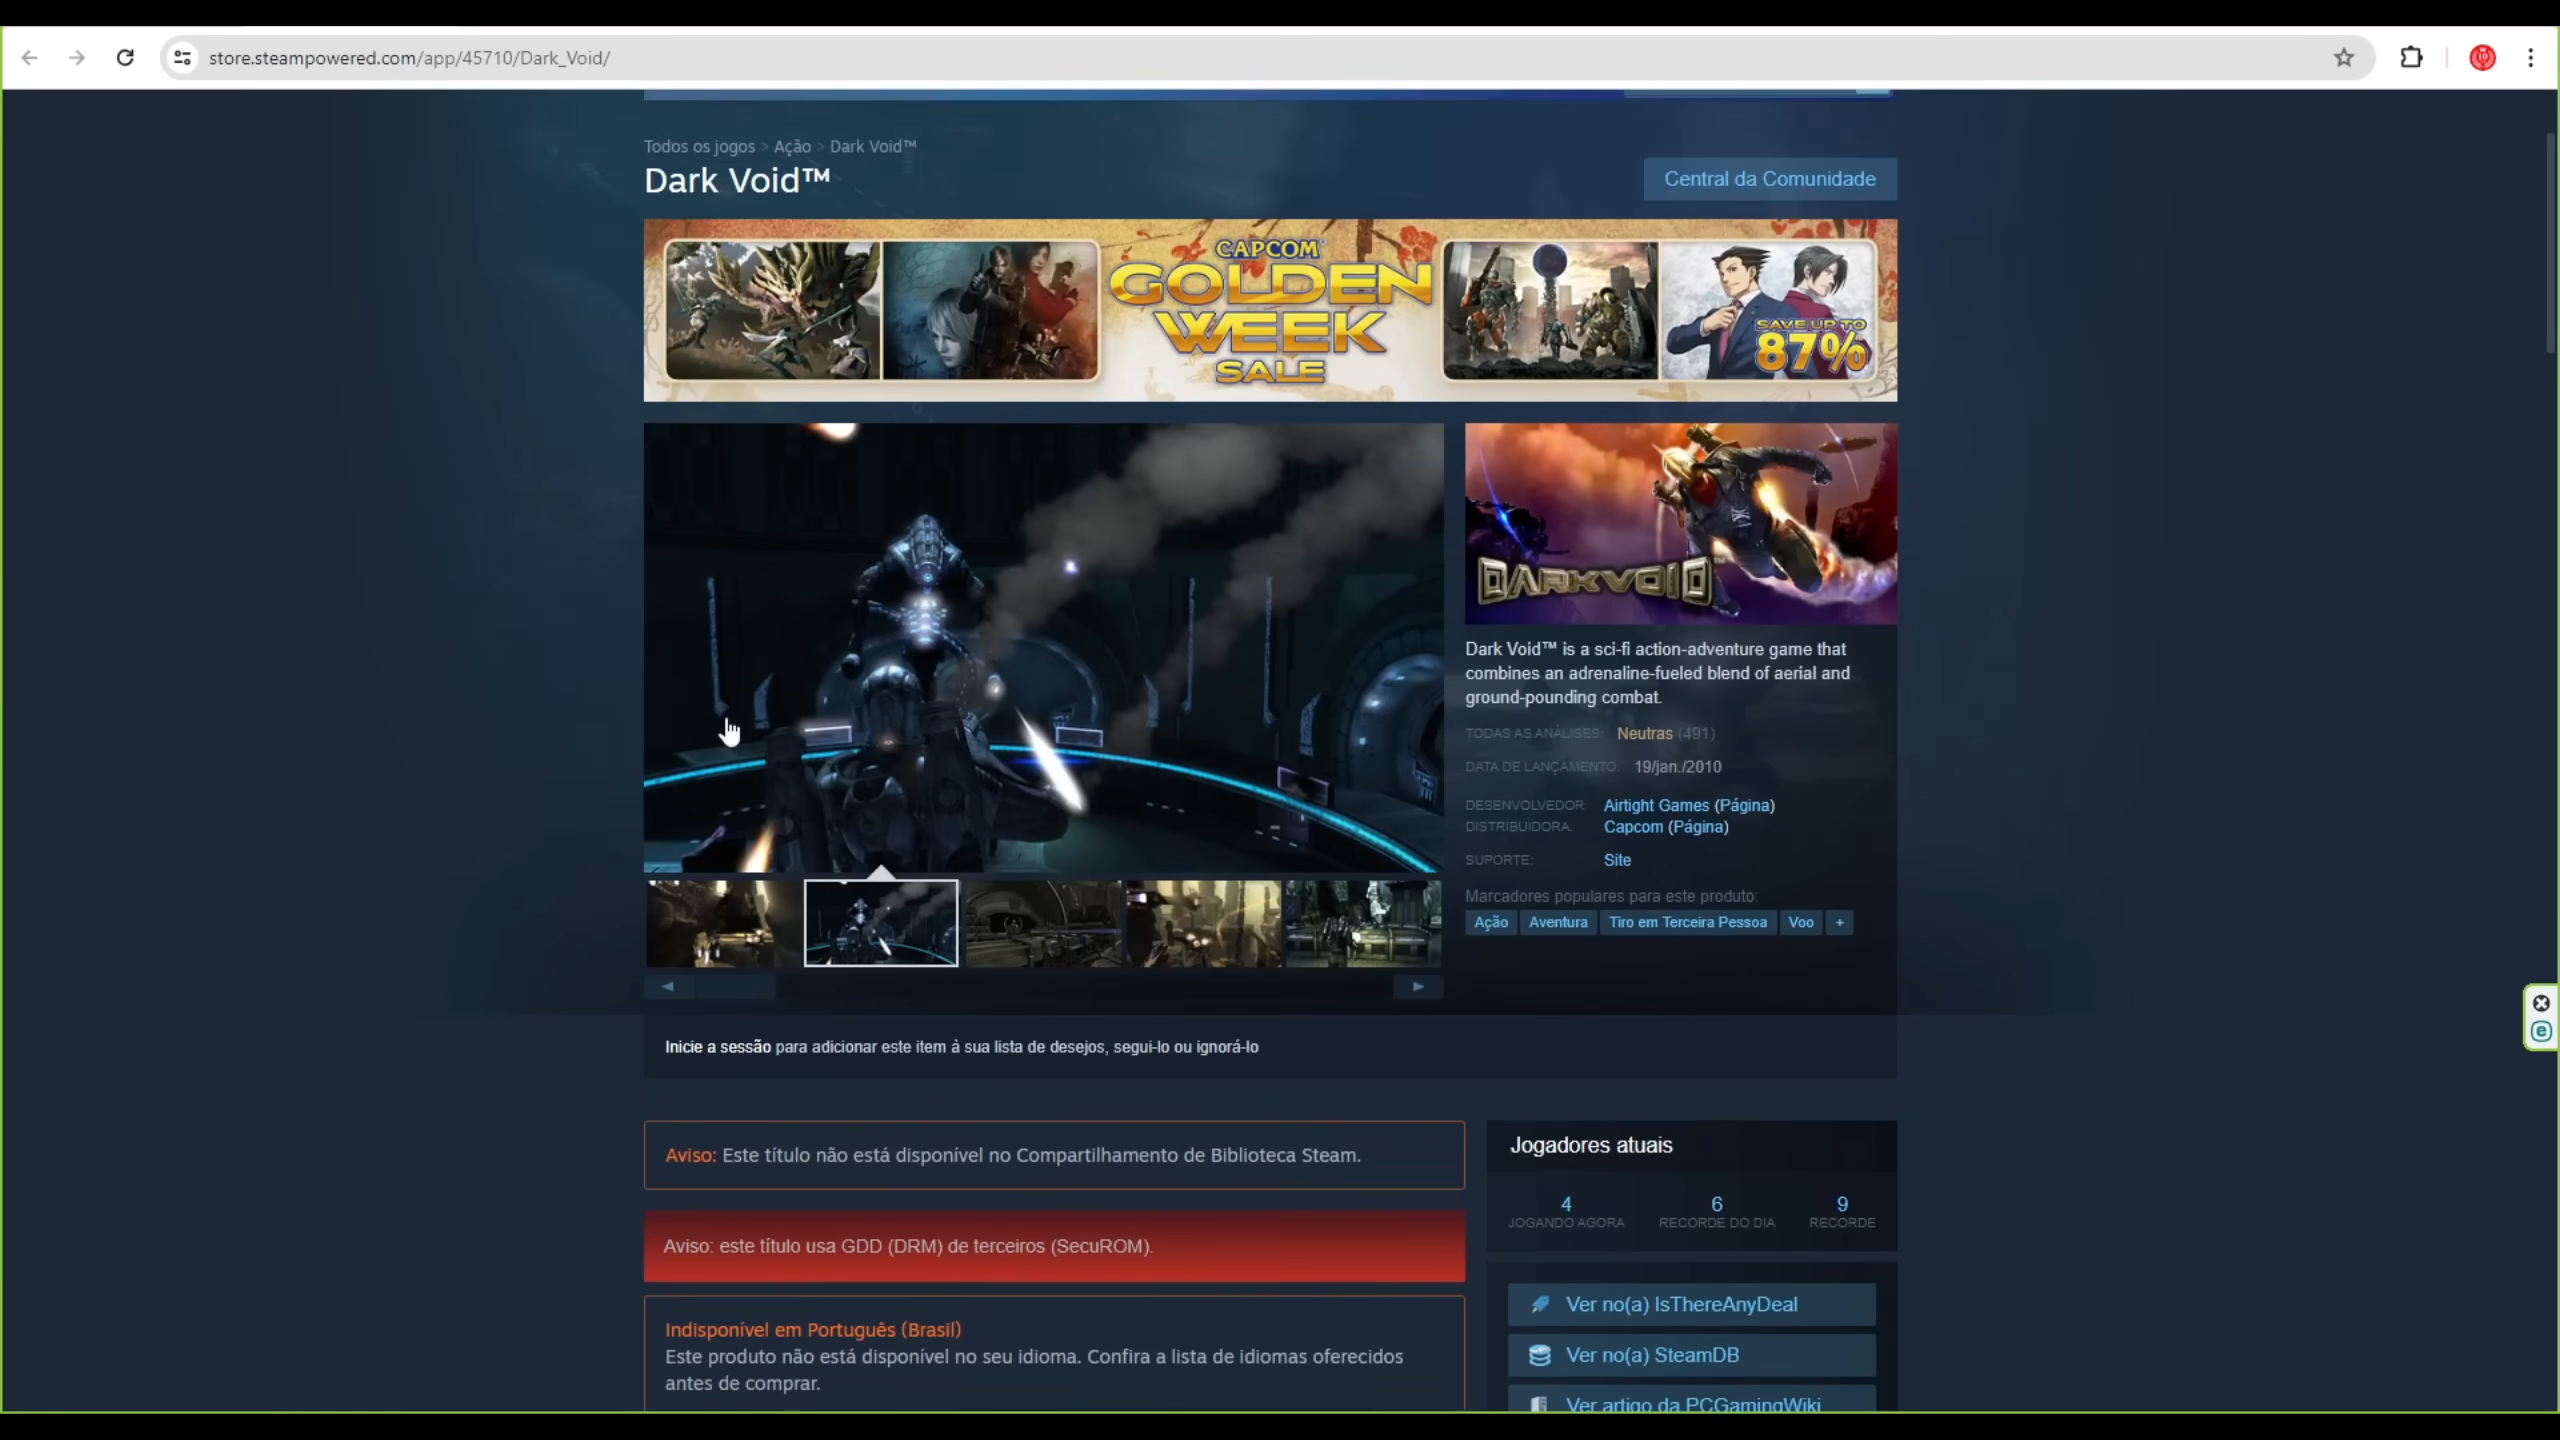 store.steampowered.com/app/45710/Dark_Void/
Todos os jogos > Ação > Dark Void™
Dark Void™
Central da Comunidade
CAPCOM
GOLDEN
WEEK
SALE
SAVE UP TO
87%
DARK VOID
Dark Void™ is a sci-fi action-adventure game that
combines an adrenaline-fueled blend of aerial and
ground-pounding combat.
TODAS AS ANÁLISES: Neutras (491)
DATA DE LANÇAMENTO: 19/jan./2010
DESENVOLVEDOR: Airtight Games (Página)
DISTRIBUIDORA: Capcom (Página)
SUPORTE: Site
Marcadores populares para este produto:
Ação Aventura Tiro em Terceira Pessoa Voo +
Inicie a sessão para adicionar este item à sua lista de desejos, segui-lo ou ignorá-lo
Aviso: Este título não está disponível no Compartilhamento de Biblioteca Steam.
Aviso: este título usa GDD (DRM) de terceiros (SecuROM).
Indisponível em Português (Brasil)
Este produto não está disponível no seu idioma. Confira a lista de idiomas oferecidos
antes de comprar.
Jogadores atuais
4 6 9
JOGANDO AGORA RECORDE DO DIA RECORDE
Ver no(a) IsThereAnyDeal
Ver no(a) SteamDB
Ver artigo da PCGamingWiki